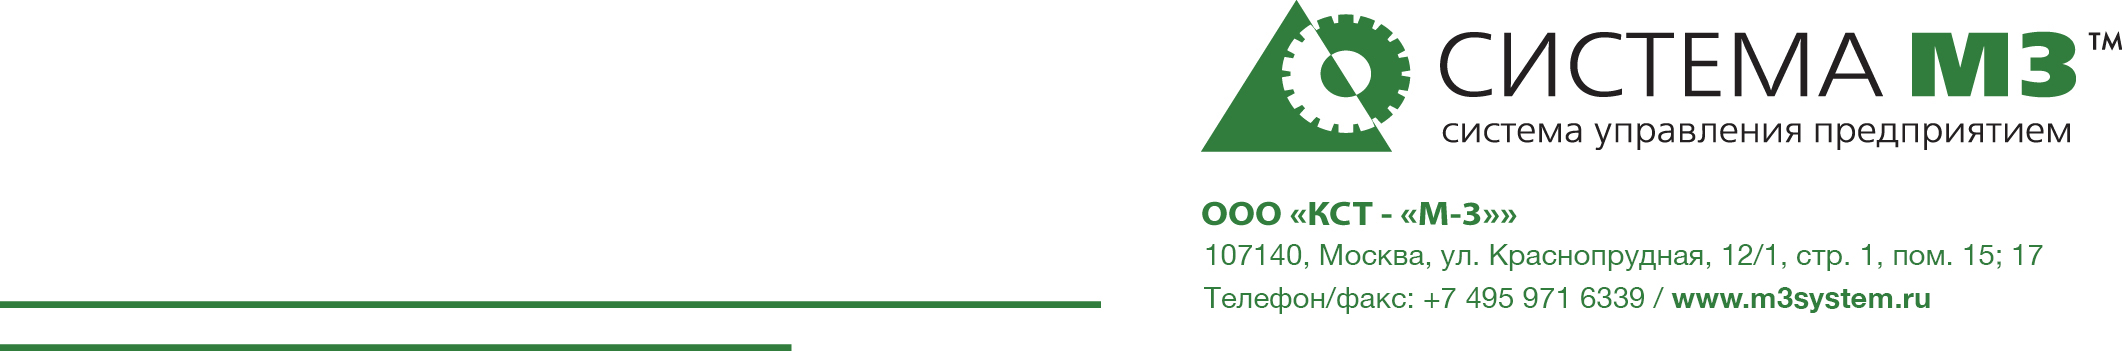 СИСТЕМА М3™
система управления предприятием
ООО «КСТ - «М-3»»
107140, Москва, ул. Краснопрудная, 12/1, стр. 1, пом. 15; 17
Телефон/факс: +7 495 971 6339 / www.m3system.ru